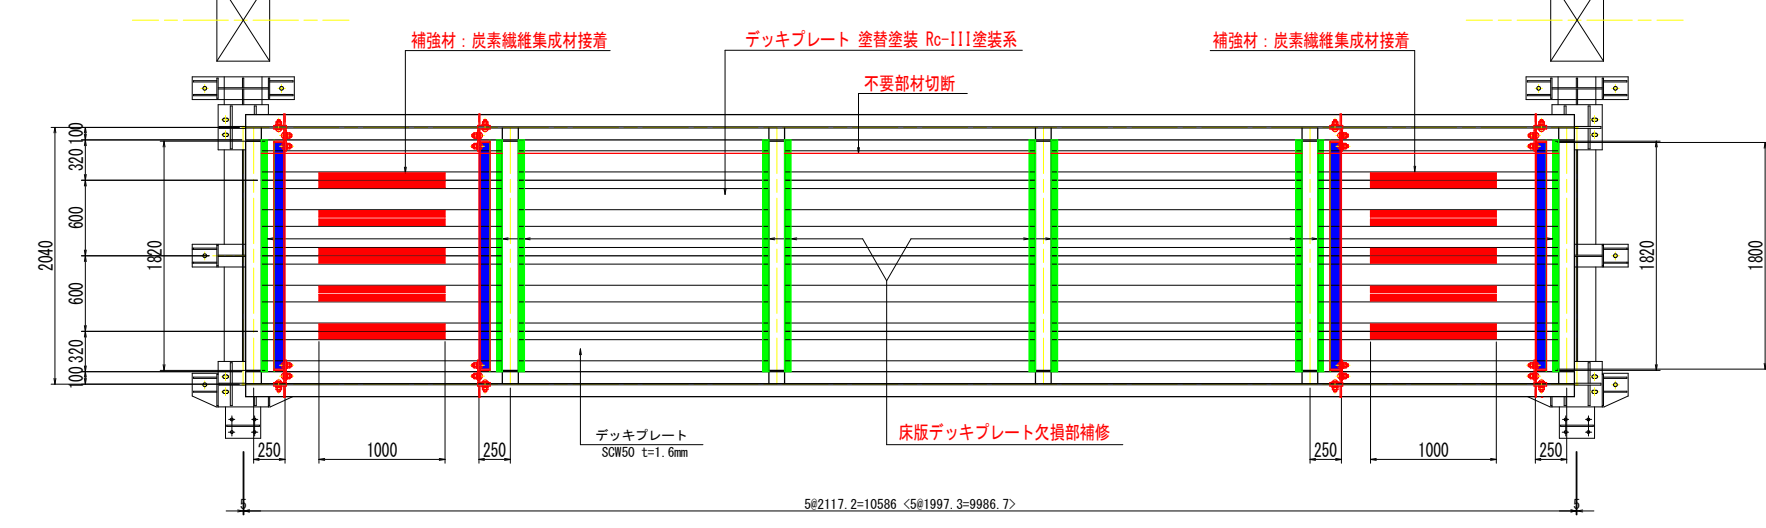 補強材：炭素繊維集成材接着
デッキプレート 塗替塗装 Rc-III塗装系
補強材：炭素繊維集成材接着
不要部材切断
100
320
600
600
320
100
2040
1820
1820
1800
デッキプレート
SCW50 t=1.6mm
床版デッキプレート欠損部補修
250
1000
250
250
1000
250
5
5@2117.2=10586 <5@1997.3=9986.7>
5